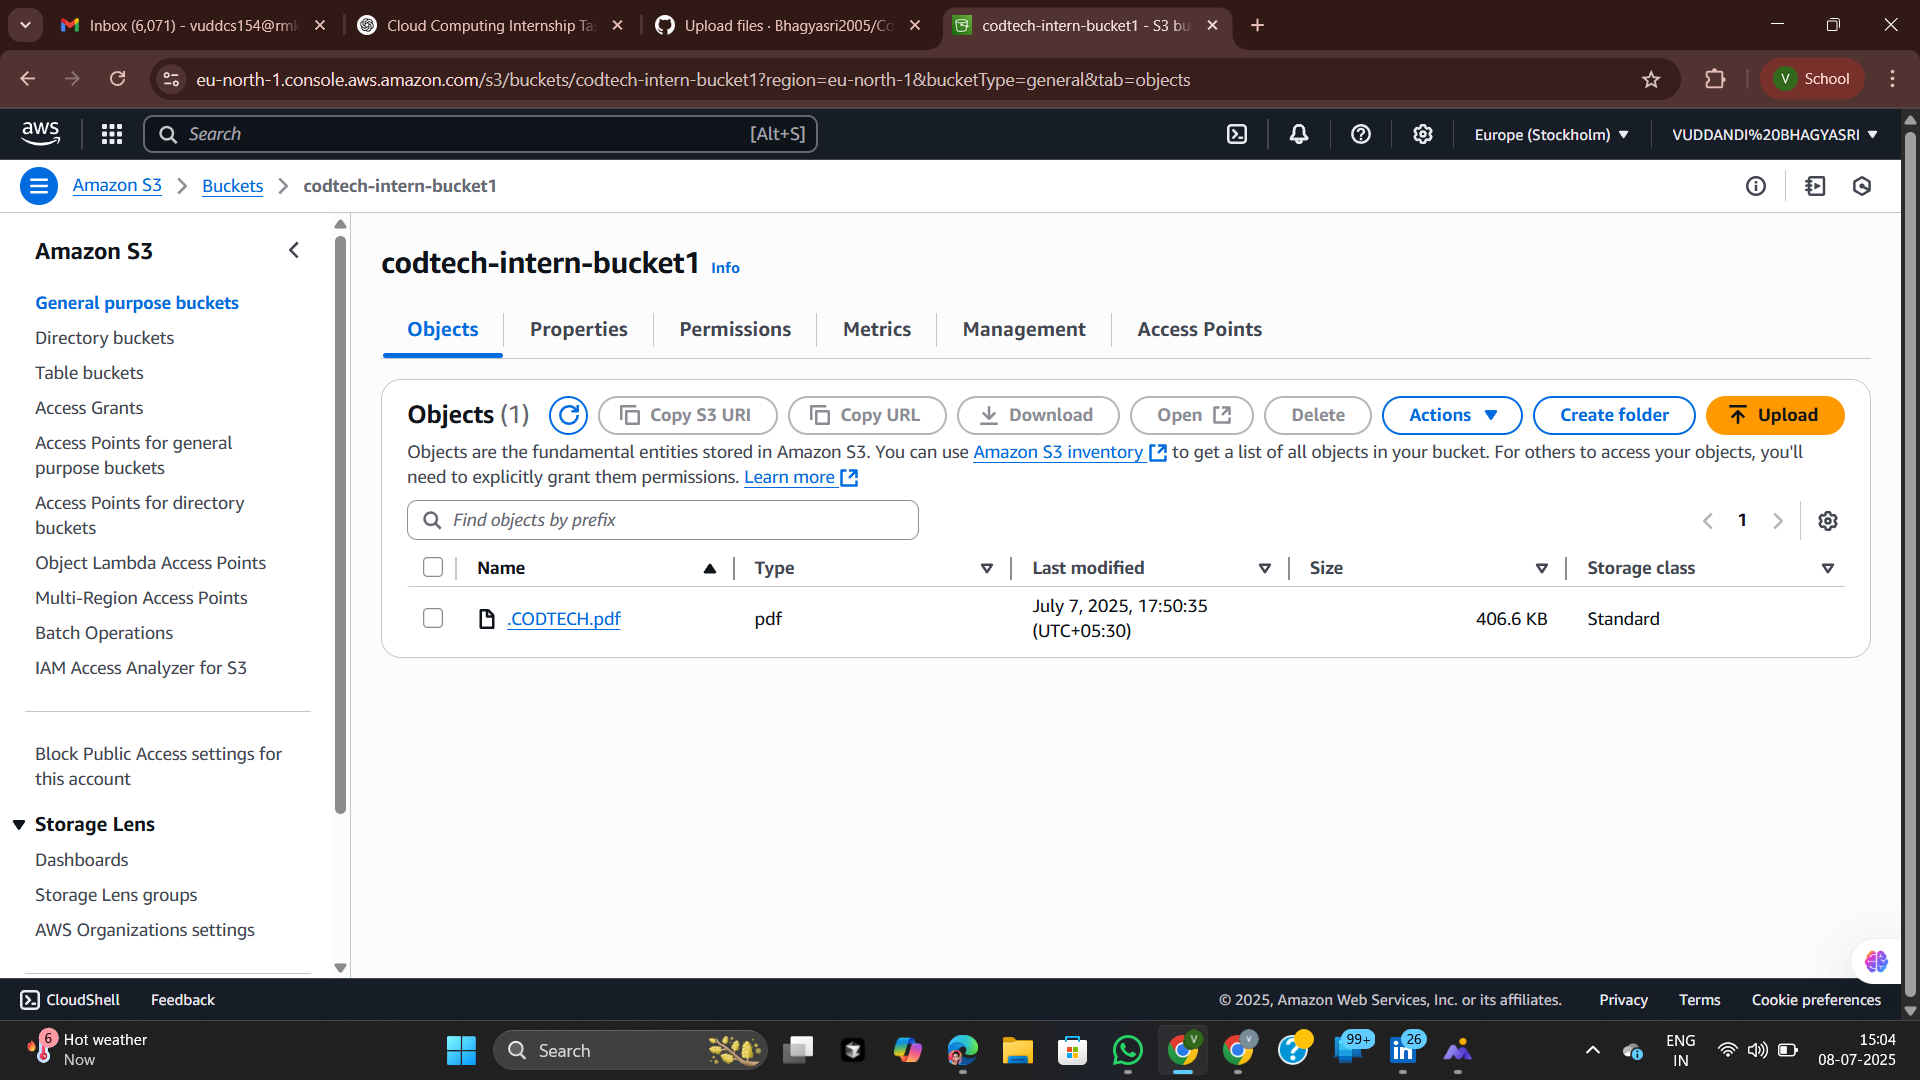 Inbox (6,071) - vuddcs154@rmk
Cloud Computing Internship Ta
Upload files · Bhagyasri2005/Co
codtech-intern-bucket1 - S3 bu
eu-north-1.console.aws.amazon.com/s3/buckets/codtech-intern-bucket1?region=eu-north-1&bucketType=general&tab=objects
V School
aws
Search [Alt+S]
Europe (Stockholm)
VUDDANDI%20BHAGYASRI
Amazon S3
Buckets
codtech-intern-bucket1
Amazon S3
General purpose buckets
Directory buckets
Table buckets
Access Grants
Access Points for general
purpose buckets
Access Points for directory
buckets
Object Lambda Access Points
Multi-Region Access Points
Batch Operations
IAM Access Analyzer for S3
Block Public Access settings for
this account
Storage Lens
Dashboards
Storage Lens groups
AWS Organizations settings
codtech-intern-bucket1 Info
Objects Properties Permissions Metrics Management Access Points
Objects (1) Copy S3 URI Copy URL Download Open Delete Actions Create folder Upload
Objects are the fundamental entities stored in Amazon S3. You can use Amazon S3 inventory to get a list of all objects in your bucket. For others to access your objects, you'll
need to explicitly grant them permissions. Learn more
Find objects by prefix
1
Name Type Last modified Size Storage class
.CODTECH.pdf pdf July 7, 2025, 17:50:35 406.6 KB Standard
(UTC+05:30)
CloudShell Feedback © 2025, Amazon Web Services, Inc. or its affiliates. Privacy Terms Cookie preferences
6
Hot weather
Now
Search
V
V
99+
26
in
ENG
IN
15:04
08-07-2025